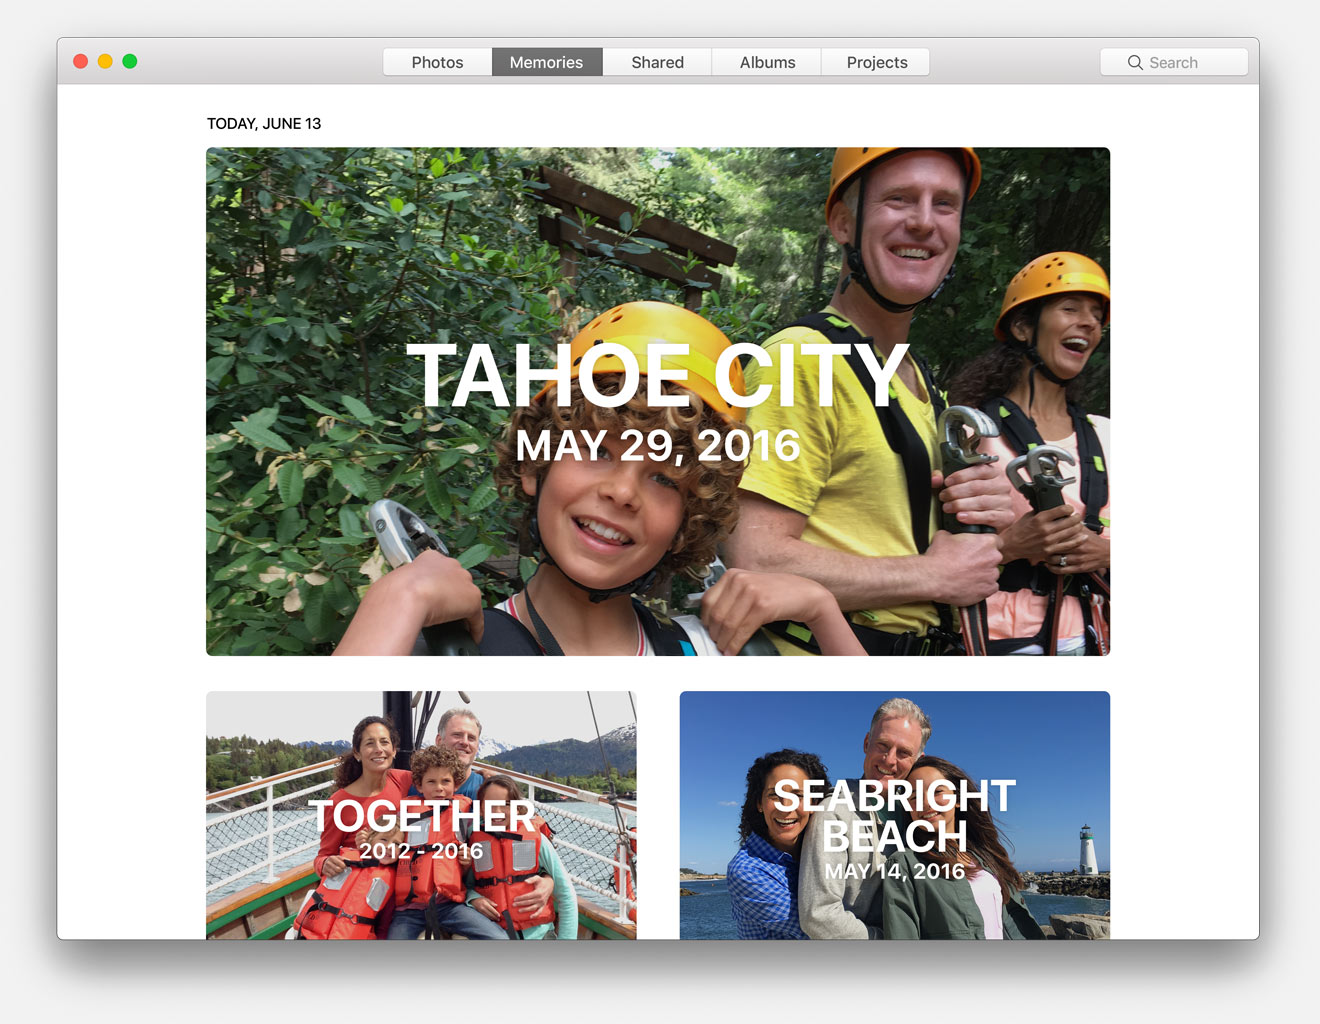 Photos
Memories
Shared
Albums
Projects
Search
TODAY, JUNE 13
TAHOE CITY
MAY 29, 2016
TOGETHER
2012 - 2016
SEABRIGHT
BEACH
MAY 14, 2016